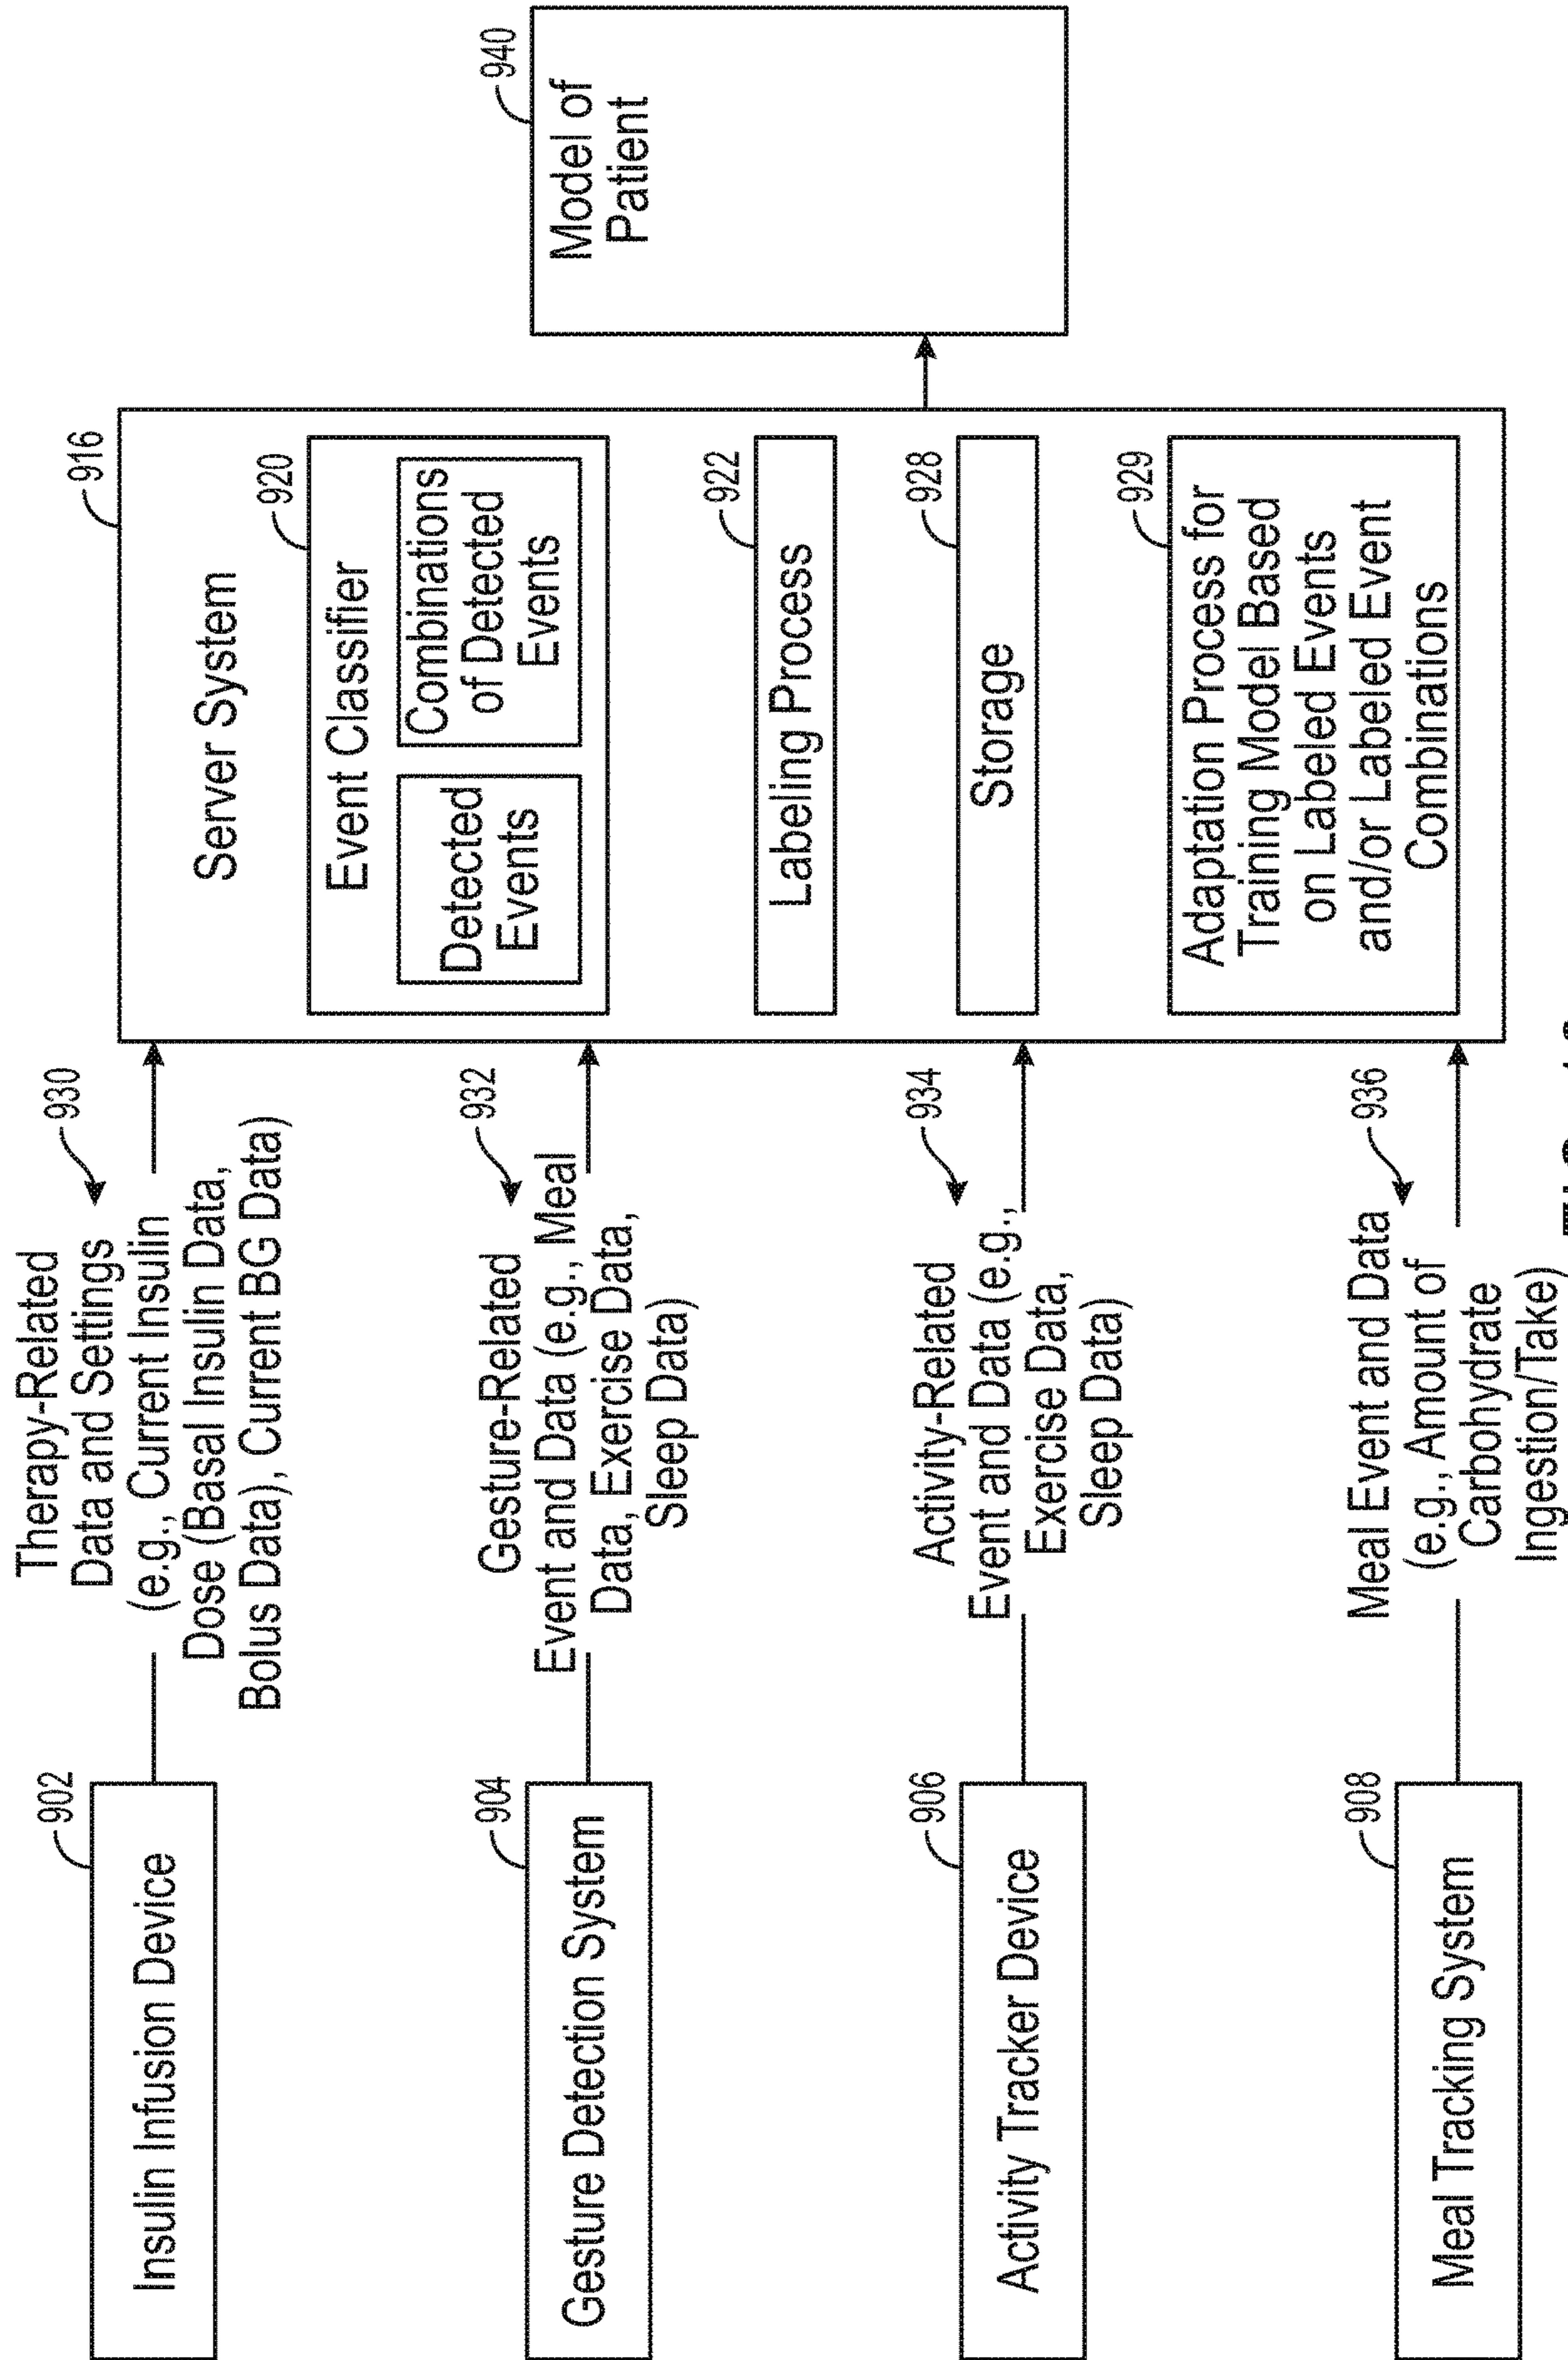 902
Insulin Infusion Device
930
Therapy-Related
Data and Settings
(e.g., Current Insulin
Dose (Basal Insulin Data,
Bolus Data), Current BG Data)
904
Gesture Detection System
932
Gesture-Related
Event and Data (e.g., Meal
Data, Exercise Data,
Sleep Data)
906
Activity Tracker Device
934
Activity-Related
Event and Data (e.g.,
Exercise Data,
Sleep Data)
908
Meal Tracking System
936
Meal Event and Data
(e.g., Amount of
Carbohydrate
Ingestion/Take)
916
Server System
920
Event Classifier
Detected
Events
Combinations
of Detected
Events
922
Labeling Process
928
Storage
929
Adaptation Process for
Training Model Based
on Labeled Events
and/or Labeled Event
Combinations
940
Model of
Patient